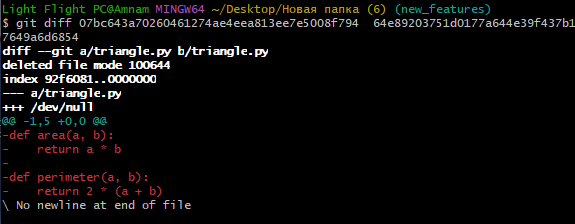 Light Flight PC@Amnam MINGW64 ~/Desktop/Новая папка (6) (new_features)
$ git diff 07bc643a70260461274ae4eea813ee7e5008f794  64e89203751d0177a644e39f437b1
7649a6d6854
diff --git a/triangle.py b/triangle.py
deleted file mode 100644
index 92f6081..0000000
--- a/triangle.py
+++ /dev/null
@@ -1,5 +0,0 @@
-def area(a, b):
-    return a * b
-
-def perimeter(a, b):
-    return 2 * (a + b)
\ No newline at end of file